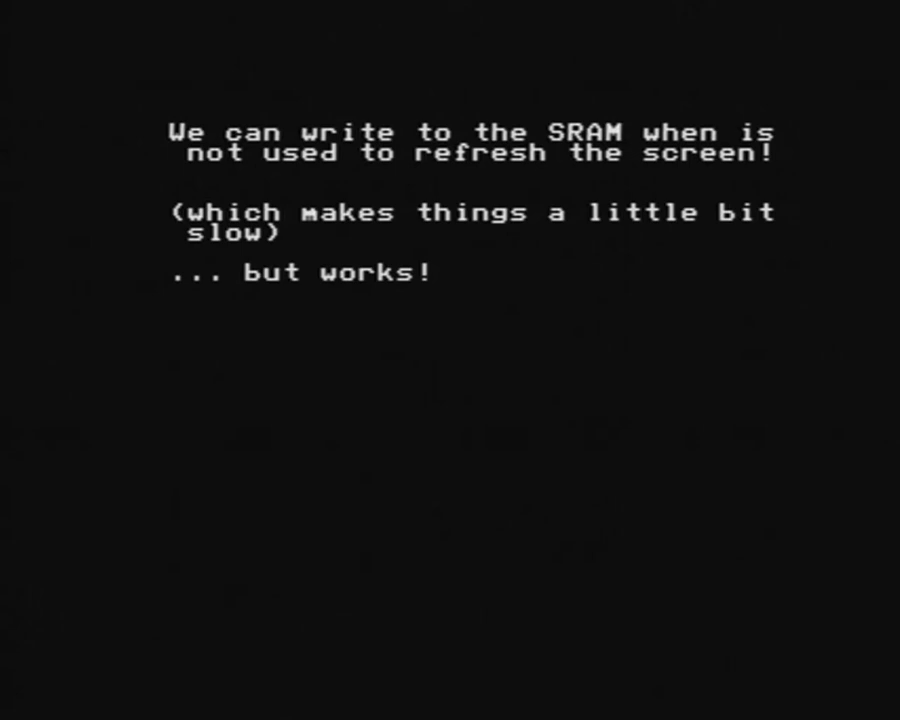 We can write to the SRAM when is
not used to refresh the screen!
(which makes things a little bit
slow)
... but works!